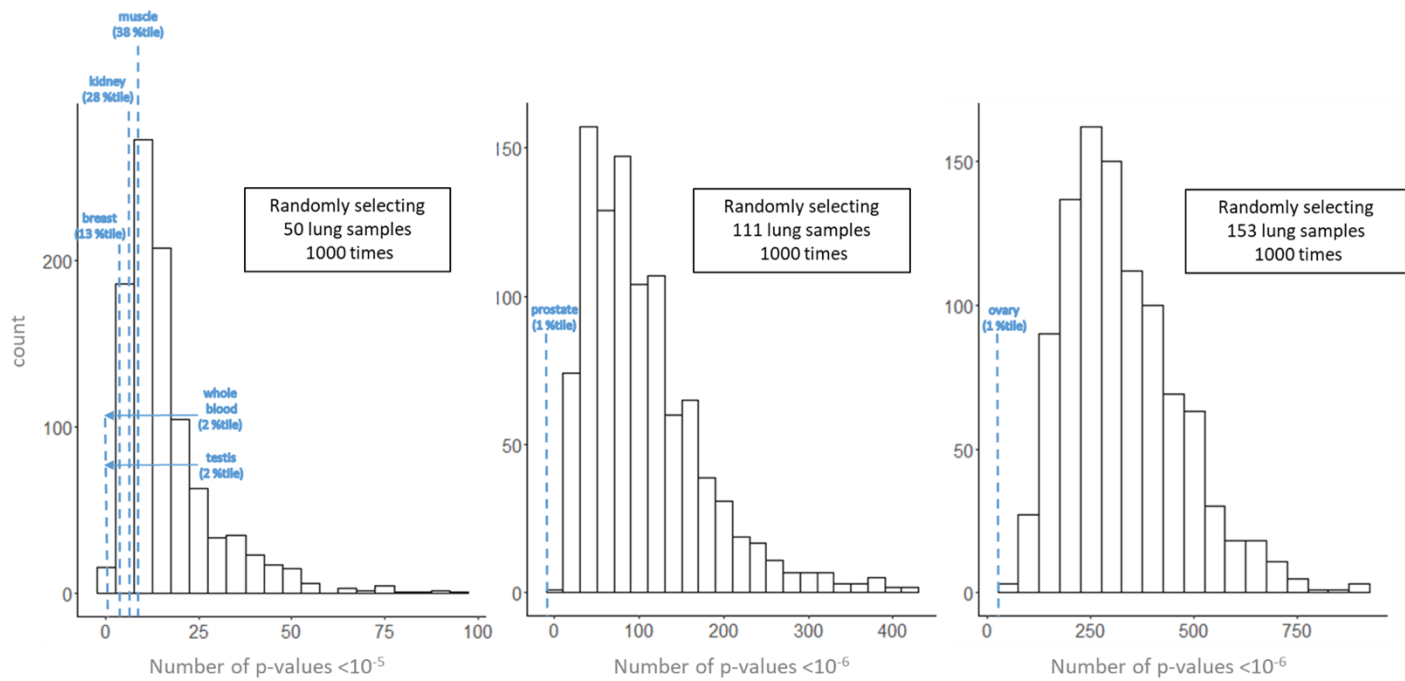 muscle
(38 %tile)
kidney
(28 %tile)
breast
(13 %tile)
whole
blood
(2 %tile)
testis
(2 %tile)
Randomly selecting
50 lung samples
1000 times
count
200
100
0
0 25 50 75 100
Number of p-values <10⁻⁵
prostate
(1 %tile)
Randomly selecting
111 lung samples
1000 times
150
100
50
0
0 100 200 300 400
Number of p-values <10⁻⁶
ovary
(1 %tile)
Randomly selecting
153 lung samples
1000 times
150
100
50
0
0 250 500 750
Number of p-values <10⁻⁶